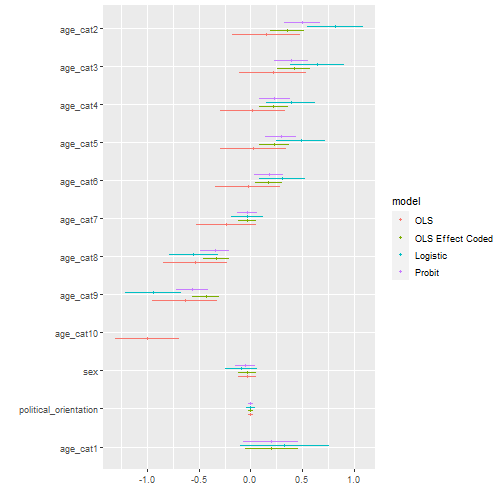 age_cat2
age_cat3
age_cat4
age_cat5
age_cat6
age_cat7
age_cat8
age_cat9
age_cat10
sex
political_orientation
age_cat1
-1.0 -0.5 0.0 0.5 1.0
model
OLS
OLS Effect Coded
Logistic
Probit